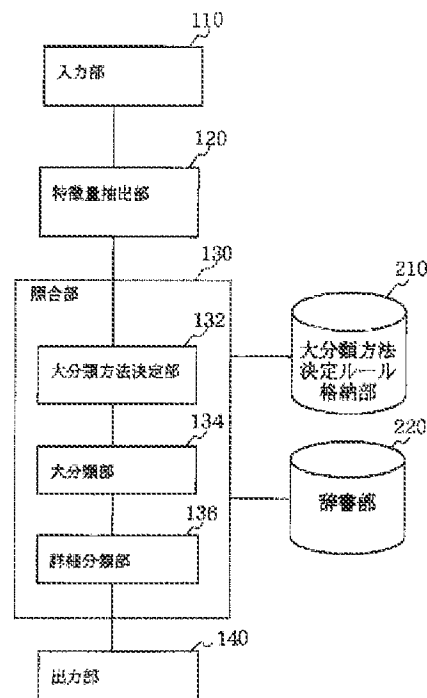 110
入力部
120
特徴量抽出部
130
照合部
132
大分類方法決定部
134
大分類部
136
詳細分類部
140
出力部
210
大分類方法
決定ルール
格納部
220
辞書部